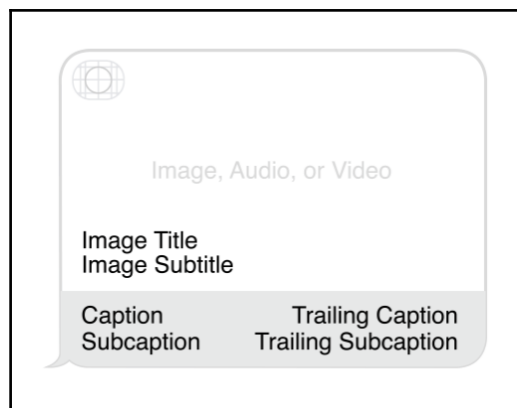 Image, Audio, or Video
Image Title
Image Subtitle
Caption
Trailing Caption
Subcaption
Trailing Subcaption